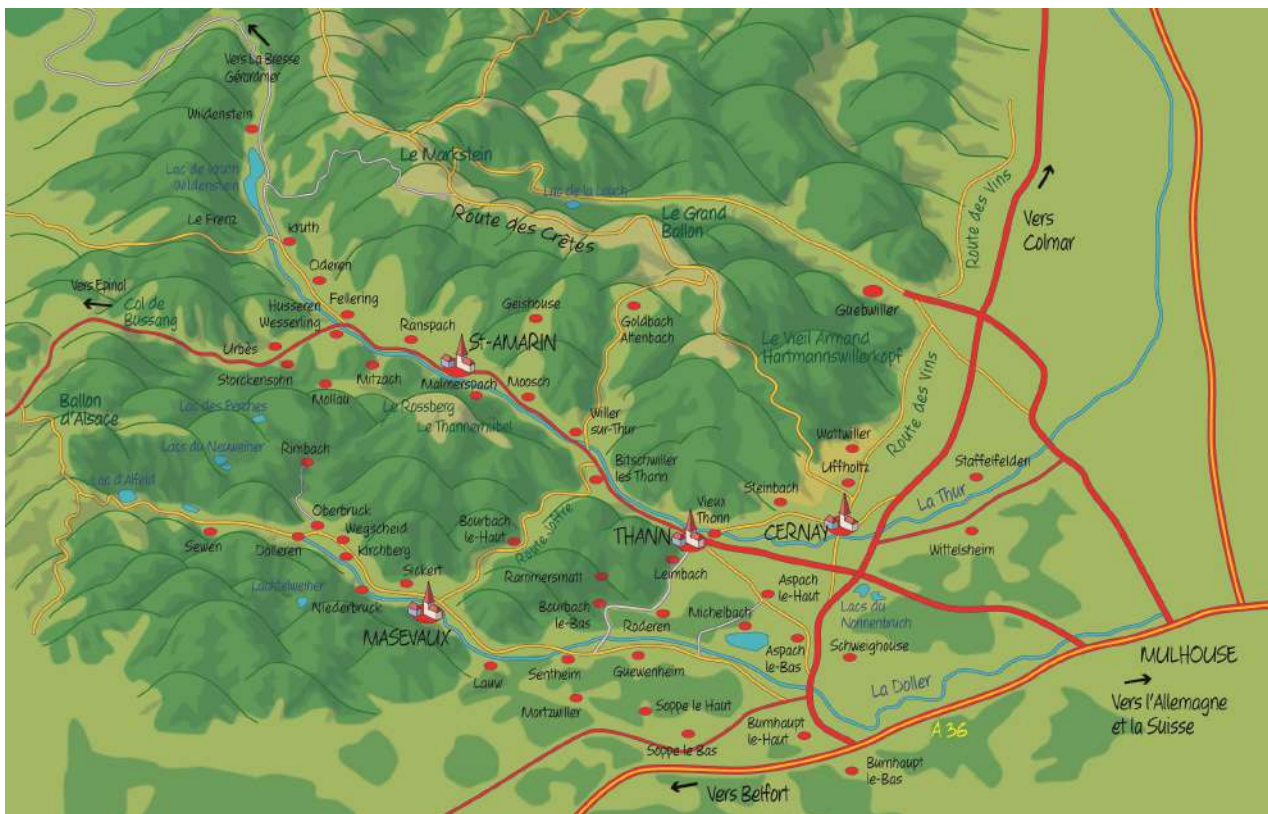 Vers La Bresse
Gérardmer
Wildenstein
Lac de Kruth
Wildenstein
Le Markstein
Lac de la Lauch
Le Frenz
Kruth
Route des Crêtés
Le Grand
Ballon
Route des Vins
Vers
Colmar
Oderen
Vers Epinal
Col de
Bussang
Husseren
Wesserling
Fellering
Geishouse
Goldbach
Altenbach
Guebwiller
Ranspach
St-AMARIN
Le Vieil Armand
Hartmannswillerkopf
Urbès
Storckensohn
Mollau
Mitzach
Malmerspach
Moosch
Route des Vins
Ballon
d'Alsace
Lac des Perches
Le Rossberg
Le Thannerhübel
Willer
sur-Thur
Lacs du Neuweiher
Rimbach
Wattwiller
Bitschwiller
les Thann
Uffholtz
Staffelfelden
Lac d'Alfeld
Steinbach
La Thur
Oberbruck
Wegscheid
Bourbach
le-Haut
Route Joffre
Vieux
Thann
THANN
CERNAY
Sewen
Dolleren
Kirchberg
Wittelsheim
Sickert
Rammersmatt
Leimbach
Aspach
le-Haut
Lachtelweiher
Niederbruck
Bourbach
le-Bas
Michelbach
Lacs du
Nonnenbruch
MASEVAUX
Roderen
Aspach
le-Bas
Schweighouse
MULHOUSE
Lauw
Sentheim
Guewenheim
La Doller
Vers l'Allemagne
et la Suisse
Mortzwiller
Soppe le Haut
Burnhaupt
le-Haut
A 36
Soppe le Bas
Burnhaupt
le-Bas
Vers Belfort